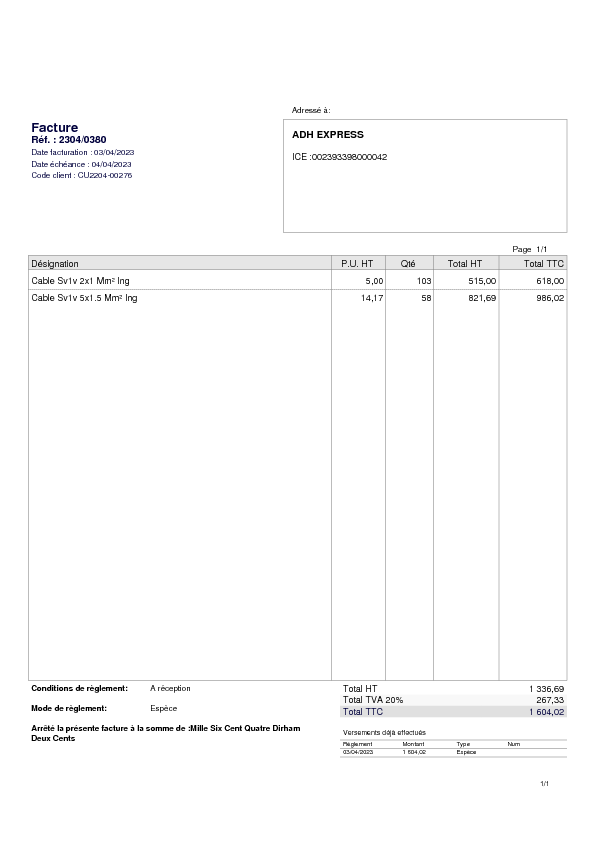 Adressé à:
Facture
Réf. : 2304/0380
Date facturation : 03/04/2023
Date échéance : 04/04/2023
Code client : CU2204-00276
ADH EXPRESS
ICE :002393398000042
Page 1/1
Désignation P.U. HT Qté Total HT Total TTC
Cable Sv1v 2x1 Mm² Ing 5,00 103 515,00 618,00
Cable Sv1v 5x1.5 Mm² Ing 14,17 58 821,69 986,02
Conditions de règlement: A réception
Mode de règlement: Espèce
Arrêté la présente facture à la somme de :Mille Six Cent Quatre Dirham
Deux Cents
Total HT 1 336,69
Total TVA 20% 267,33
Total TTC 1 604,02
Versements déjà effectués
Règlement Montant Type Num
03/04/2023 1 604,02 Espèce
1/1